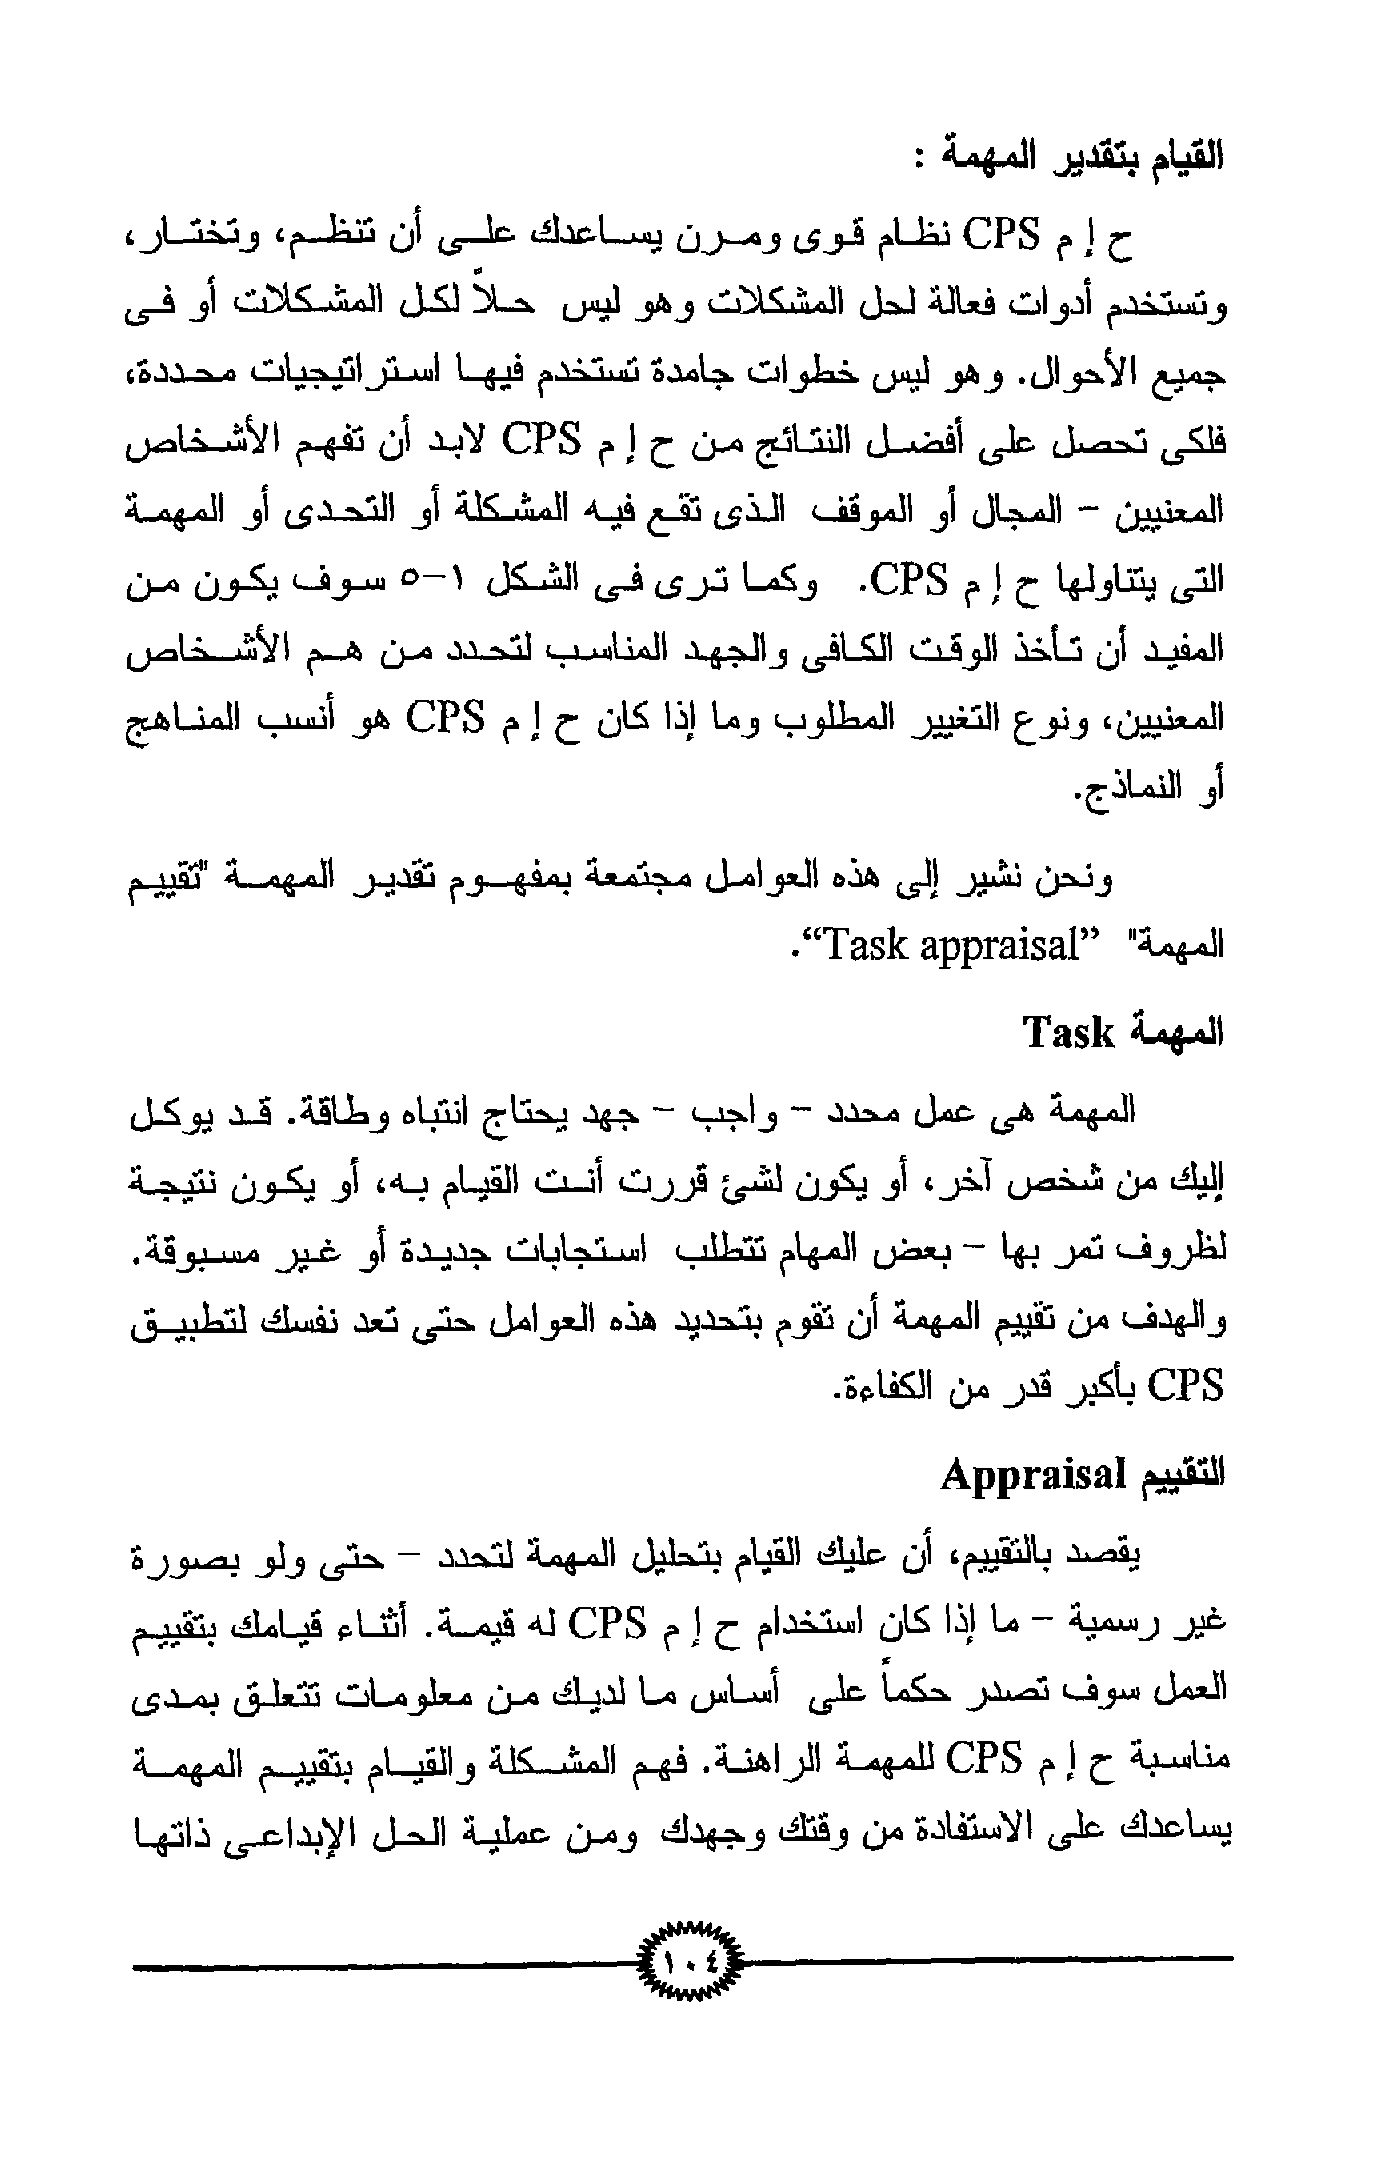 القيام بتقدير المهمة :
ح إ م CPS نظام قوى ومرن يساعدك على أن تنظم، وتختار،
وتستخدم أدوات فعالة لحل المشكلات وهو ليس حلاً لكل المشكلات أو فى
جميع الأحوال. وهو ليس خطوات جامدة تستخدم فيها استراتيجيات محددة،
فلكى تحصل على أفضل النتائج من ح إ م CPS لابد أن تفهم الأشخاص
المعنيين - المجال أو الموقف الذى تقع فيه المشكلة أو التحدى أو المهمة
التى يتناولها ح إ م CPS. وكما ترى فى الشكل ١-٥ سوف يكون من
المفيد أن تأخذ الوقت الكافى والجهد المناسب لتحدد من هم الأشخاص
المعنيين، ونوع التغيير المطلوب وما إذا كان ح إ م CPS هو أنسب المناهج
أو النماذج.
ونحن نشير إلى هذه العوامل مجتمعة بمفهوم تقدير المهمة "تقييم
المهمة" “Task appraisal”.
المهمة Task
المهمة هى عمل محدد - واجب - جهد يحتاج انتباه وطاقة. قد يوكل
إليك من شخص آخر، أو يكون لشئ قررت أنت القيام به، أو يكون نتيجة
لظروف تمر بها - بعض المهام تتطلب استجابات جديدة أو غير مسبوقة.
والهدف من تقييم المهمة أن تقوم بتحديد هذه العوامل حتى تعد نفسك لتطبيق
CPS بأكبر قدر من الكفاءة.
التقييم Appraisal
يقصد بالتقييم، أن عليك القيام بتحليل المهمة لتحدد - حتى ولو بصورة
غير رسمية - ما إذا كان استخدام ح إ م CPS له قيمة. أثناء قيامك بتقييم
العمل سوف تصدر حكماً على أساس ما لديك من معلومات تتعلق بمدى
مناسبة ح إ م CPS للمهمة الراهنة. فهم المشكلة والقيام بتقييم المهمة
يساعدك على الاستفادة من وقتك وجهدك ومن عملية الحل الإبداعى ذاتها
١٠٤